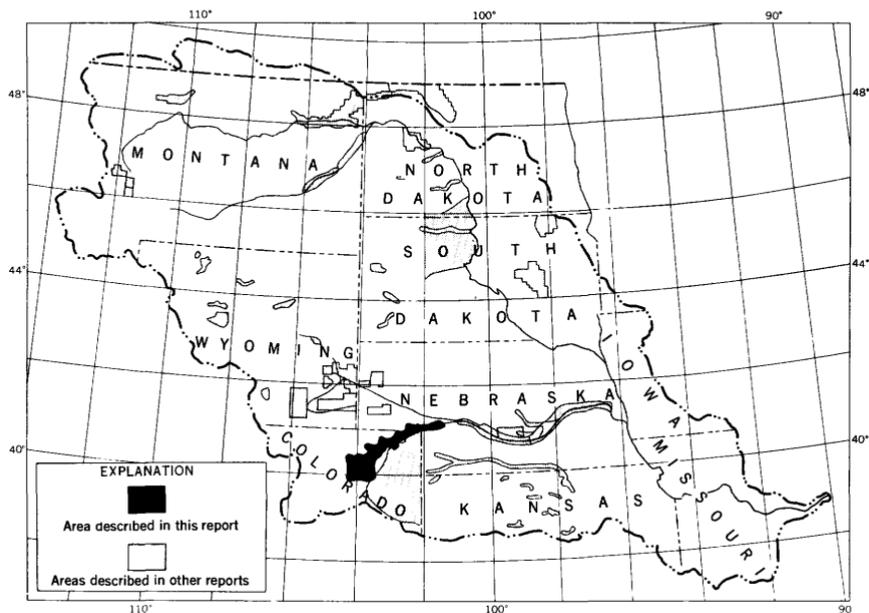 110°
100°
90°
48°
48°
MONTANA
NORTH
DAKOTA
SOUTH
44°
44°
DAKOTA
WYOMING
IOWA
NEBRASKA
40°
40°
COLORADO
MISSOURI
KANSAS
EXPLANATION
Area described in this report
Areas described in other reports
110°
100°
90